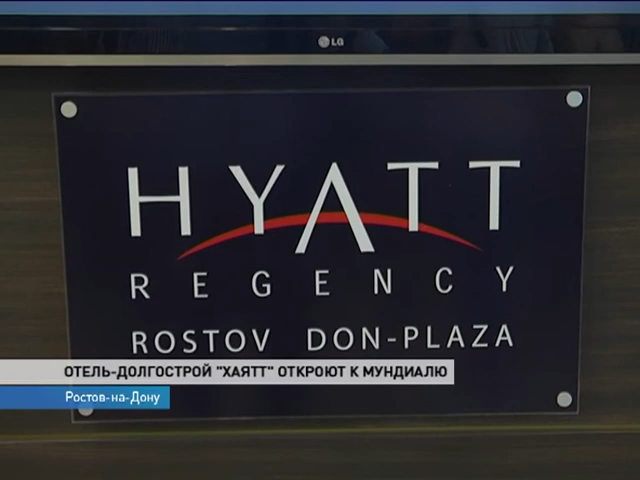 LG
HYATT
REGENCY
ROSTOV DON-PLAZA
ОТЕЛЬ-ДОЛГОСТРОЙ "ХАЯТТ" ОТКРОЮТ К МУНДИАЛЮ
Ростов-на-Дону